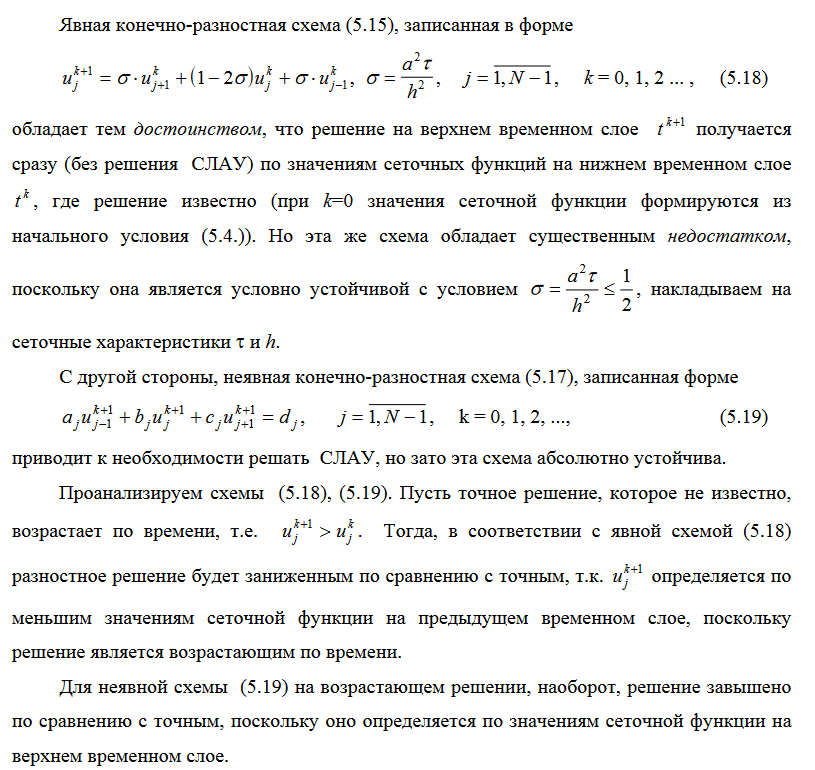 Явная конечно-разностная схема (5.15), записанная в форме
$u_j^{k+1} = \sigma \cdot u_{j+1}^k + (1 - 2\sigma) u_j^k + \sigma \cdot u_{j-1}^k, \ \sigma = \frac{a^2 \tau}{h^2}, \ j = \overline{1, N-1}, \ k = 0, 1, 2 ... ,$ (5.18)
обладает тем достоинством, что решение на верхнем временном слое $t^{k+1}$ получается
сразу (без решения СЛАУ) по значениям сеточных функций на нижнем временном слое
$t^k$, где решение известно (при k=0 значения сеточной функции формируются из
начального условия (5.4.)). Но эта же схема обладает существенным недостатком,
поскольку она является условно устойчивой с условием $\sigma = \frac{a^2 \tau}{h^2} \leq \frac{1}{2}$, накладываем на
сеточные характеристики τ и h.
С другой стороны, неявная конечно-разностная схема (5.17), записанная форме
$a_j u_{j-1}^{k+1} + b_j u_j^{k+1} + c_j u_{j+1}^{k+1} = d_j, \ j = \overline{1, N-1}, \ k = 0, 1, 2, ...,$ (5.19)
приводит к необходимости решать СЛАУ, но зато эта схема абсолютно устойчива.
Проанализируем схемы (5.18), (5.19). Пусть точное решение, которое не известно,
возрастает по времени, т.е. $u_j^{k+1} > u_j^k$. Тогда, в соответствии с явной схемой (5.18)
разностное решение будет заниженным по сравнению с точным, т.к. $u_j^{k+1}$ определяется по
меньшим значениям сеточной функции на предыдущем временном слое, поскольку
решение является возрастающим по времени.
Для неявной схемы (5.19) на возрастающем решении, наоборот, решение завышено
по сравнению с точным, поскольку оно определяется по значениям сеточной функции на
верхнем временном слое.